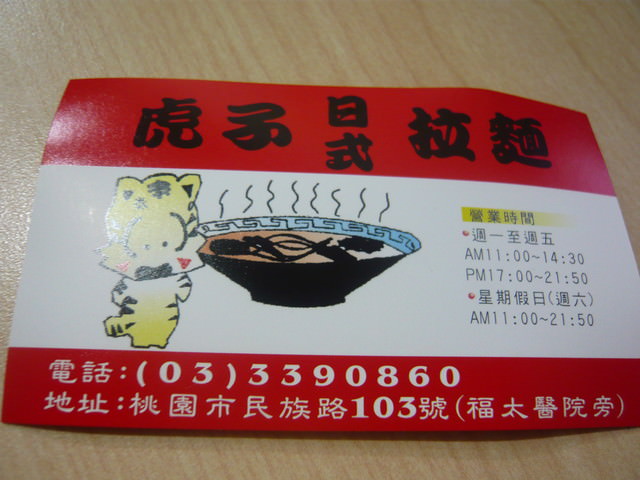 虎子日式拉麵
營業時間
週一至週五
AM11:00~14:30
PM17:00~21:50
星期假日(週六)
AM11:00~21:50
電話:(03)3390860
地址:桃園市民族路103號(福太醫院旁)